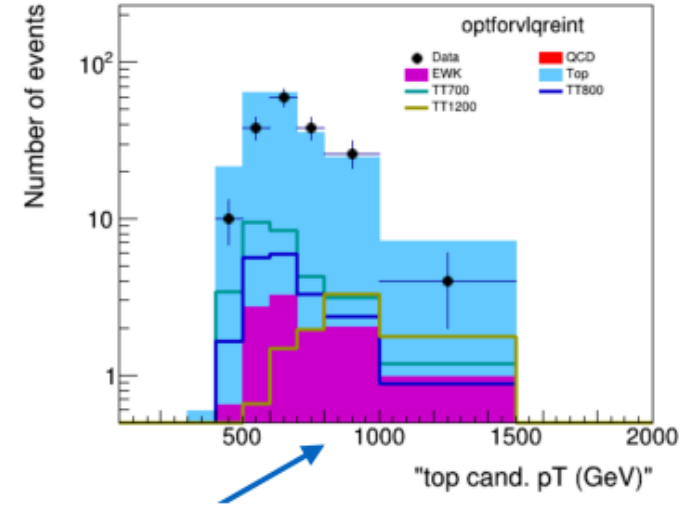 Number of events
optforvlqreint
Data QCD
EWK Top
TT700 TT800
TT1200
10²
10
1
500 1000 1500 2000
"top cand. pT (GeV)"